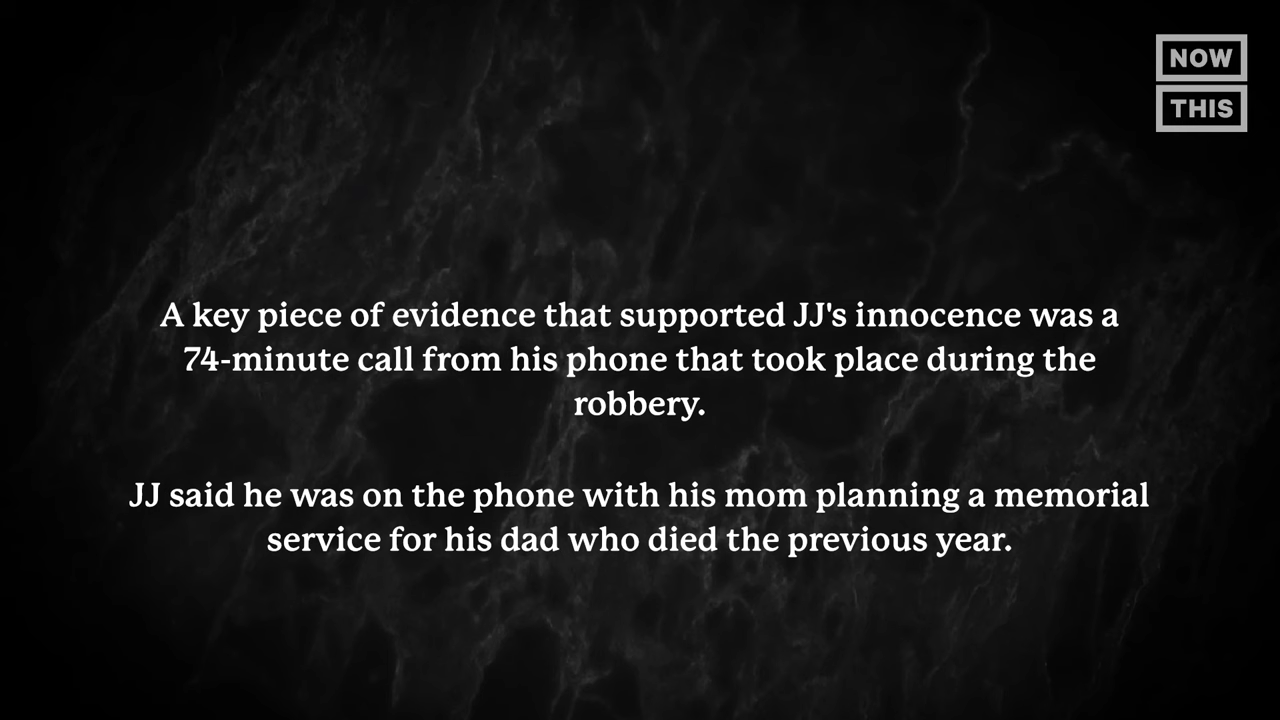 NOW
THIS
A key piece of evidence that supported JJ's innocence was a
74-minute call from his phone that took place during the
robbery.
JJ said he was on the phone with his mom planning a memorial
service for his dad who died the previous year.